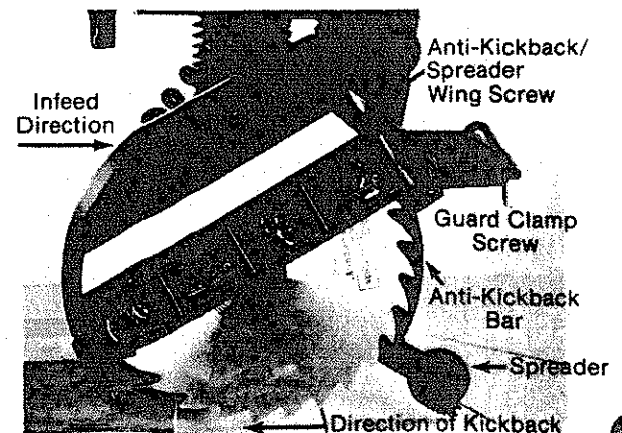 Anti-Kickback/
Spreader
Wing Screw
Infeed
Direction
Guard Clamp
Screw
Anti-Kickback
Bar
Spreader
Direction of Kickback